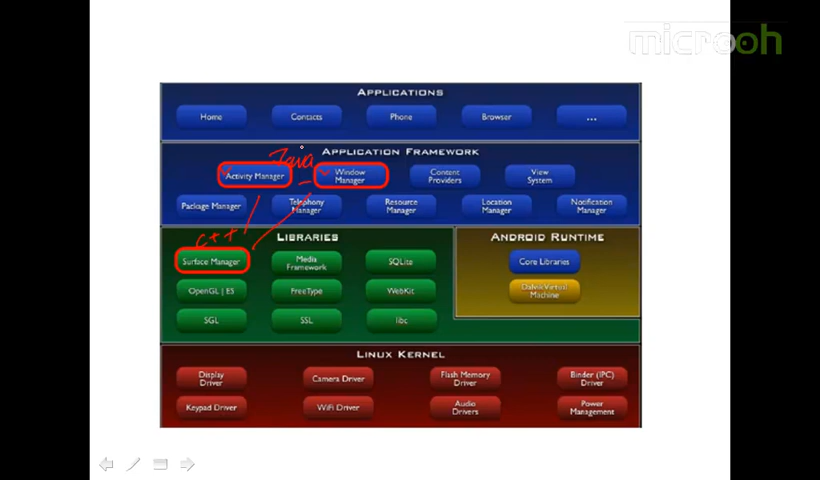 microoh
APPLICATIONS
Home
Contacts
Phone
Browser
...
Java
APPLICATION FRAMEWORK
Activity Manager
Window
Manager
Content
Providers
View
System
Package Manager
Telephony
Manager
Resource
Manager
Location
Manager
Notification
Manager
C++
LIBRARIES
Surface Manager
Media
Framework
SQLite
OpenGL | ES
FreeType
WebKit
SGL
SSL
libc
ANDROID RUNTIME
Core Libraries
Dalvik Virtual
Machine
LINUX KERNEL
Display
Driver
Camera Driver
Flash Memory
Driver
Binder (IPC)
Driver
Keypad Driver
WiFi Driver
Audio
Drivers
Power
Management